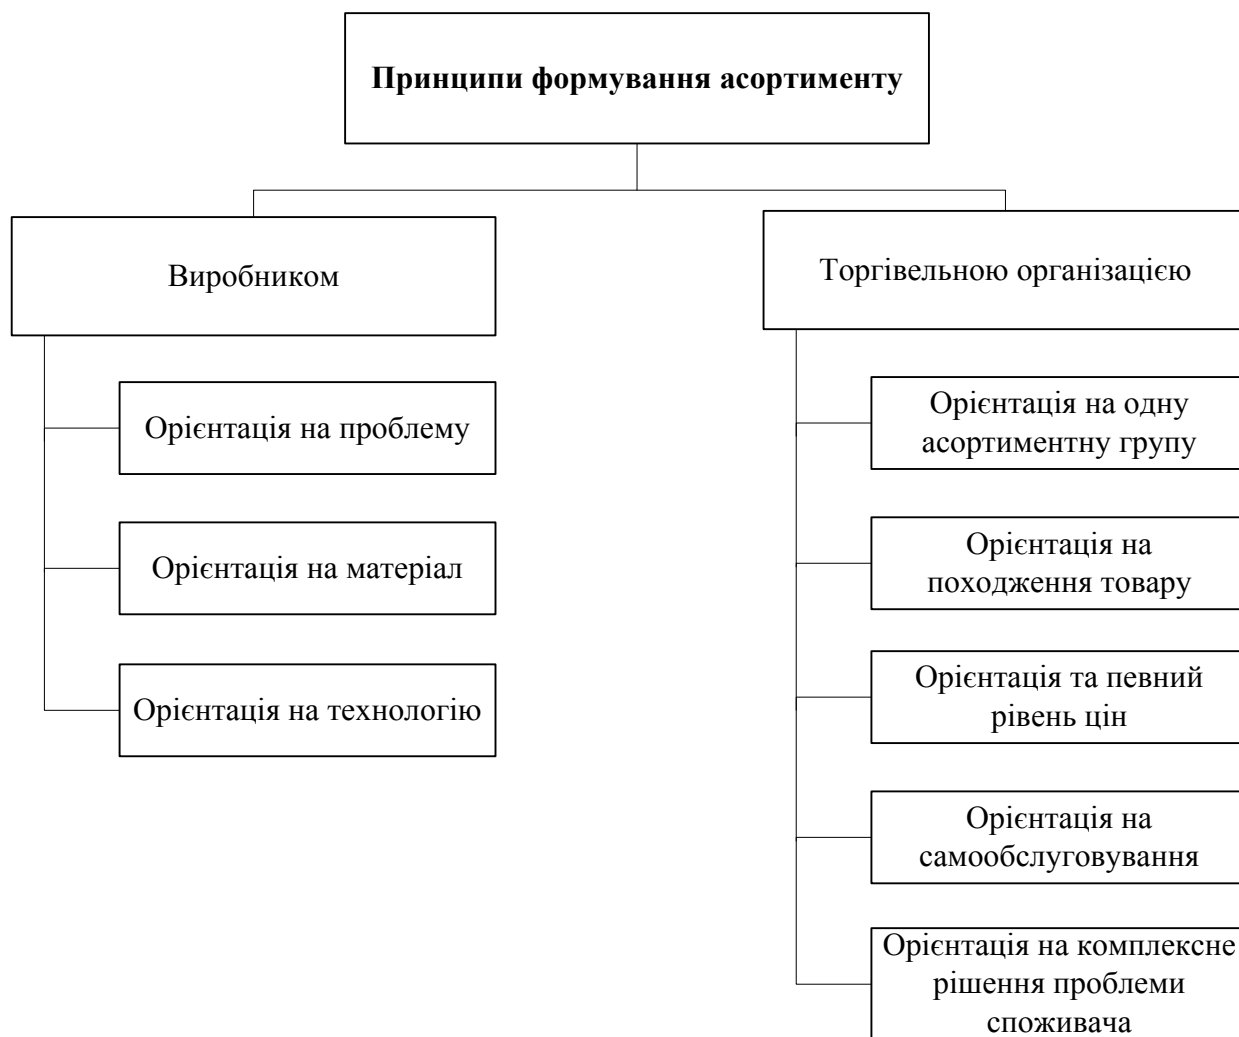 Принципи формування асортименту
Виробником
Орієнтація на проблему
Орієнтація на матеріал
Орієнтація на технологію
Торгівельною організацією
Орієнтація на одну
асортиментну групу
Орієнтація на
походження товару
Орієнтація та певний
рівень цін
Орієнтація на
самообслуговування
Орієнтація на комплексне
рішення проблеми
споживача